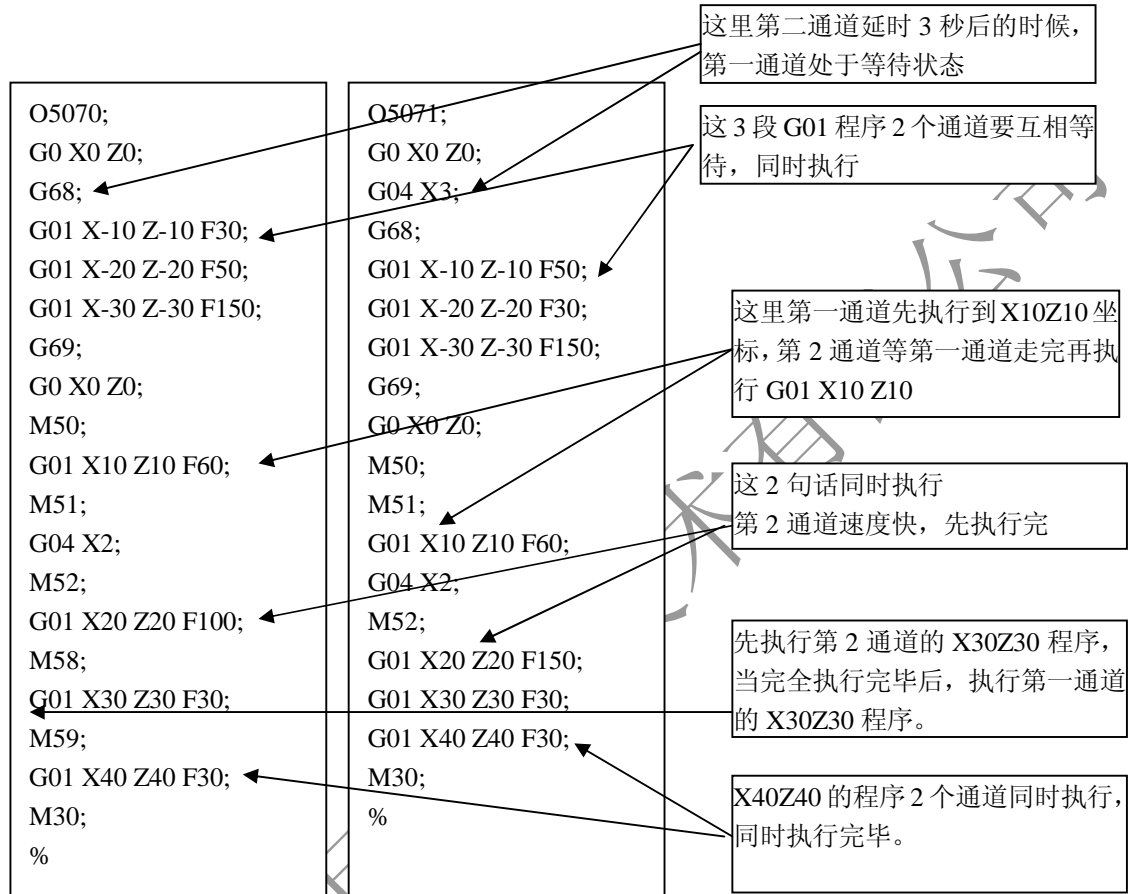 O5070;
G0 X0 Z0;
G68;
G01 X-10 Z-10 F30;
G01 X-20 Z-20 F50;
G01 X-30 Z-30 F150;
G69;
G0 X0 Z0;
M50;
G01 X10 Z10 F60;
M51;
G04 X2;
M52;
G01 X20 Z20 F100;
M58;
G01 X30 Z30 F30;
M59;
G01 X40 Z40 F30;
M30;
%
O5071;
G0 X0 Z0;
G04 X3;
G68;
G01 X-10 Z-10 F50;
G01 X-20 Z-20 F30;
G01 X-30 Z-30 F150;
G69;
G0 X0 Z0;
M50;
M51;
G01 X10 Z10 F60;
G04 X2;
M52;
G01 X20 Z20 F150;
G01 X30 Z30 F30;
G01 X40 Z40 F30;
M30;
%
这里第二通道延时 3 秒后的时候，
第一通道处于等待状态
这 3 段 G01 程序 2 个通道要互相等
待，同时执行
这里第一通道先执行到 X10Z10 坐
标，第 2 通道等第一通道走完再执
行 G01 X10 Z10
这 2 句话同时执行
第 2 通道速度快，先执行完
先执行第 2 通道的 X30Z30 程序，
当完全执行完毕后，执行第一通道
的 X30Z30 程序。
X40Z40 的程序 2 个通道同时执行，
同时执行完毕。